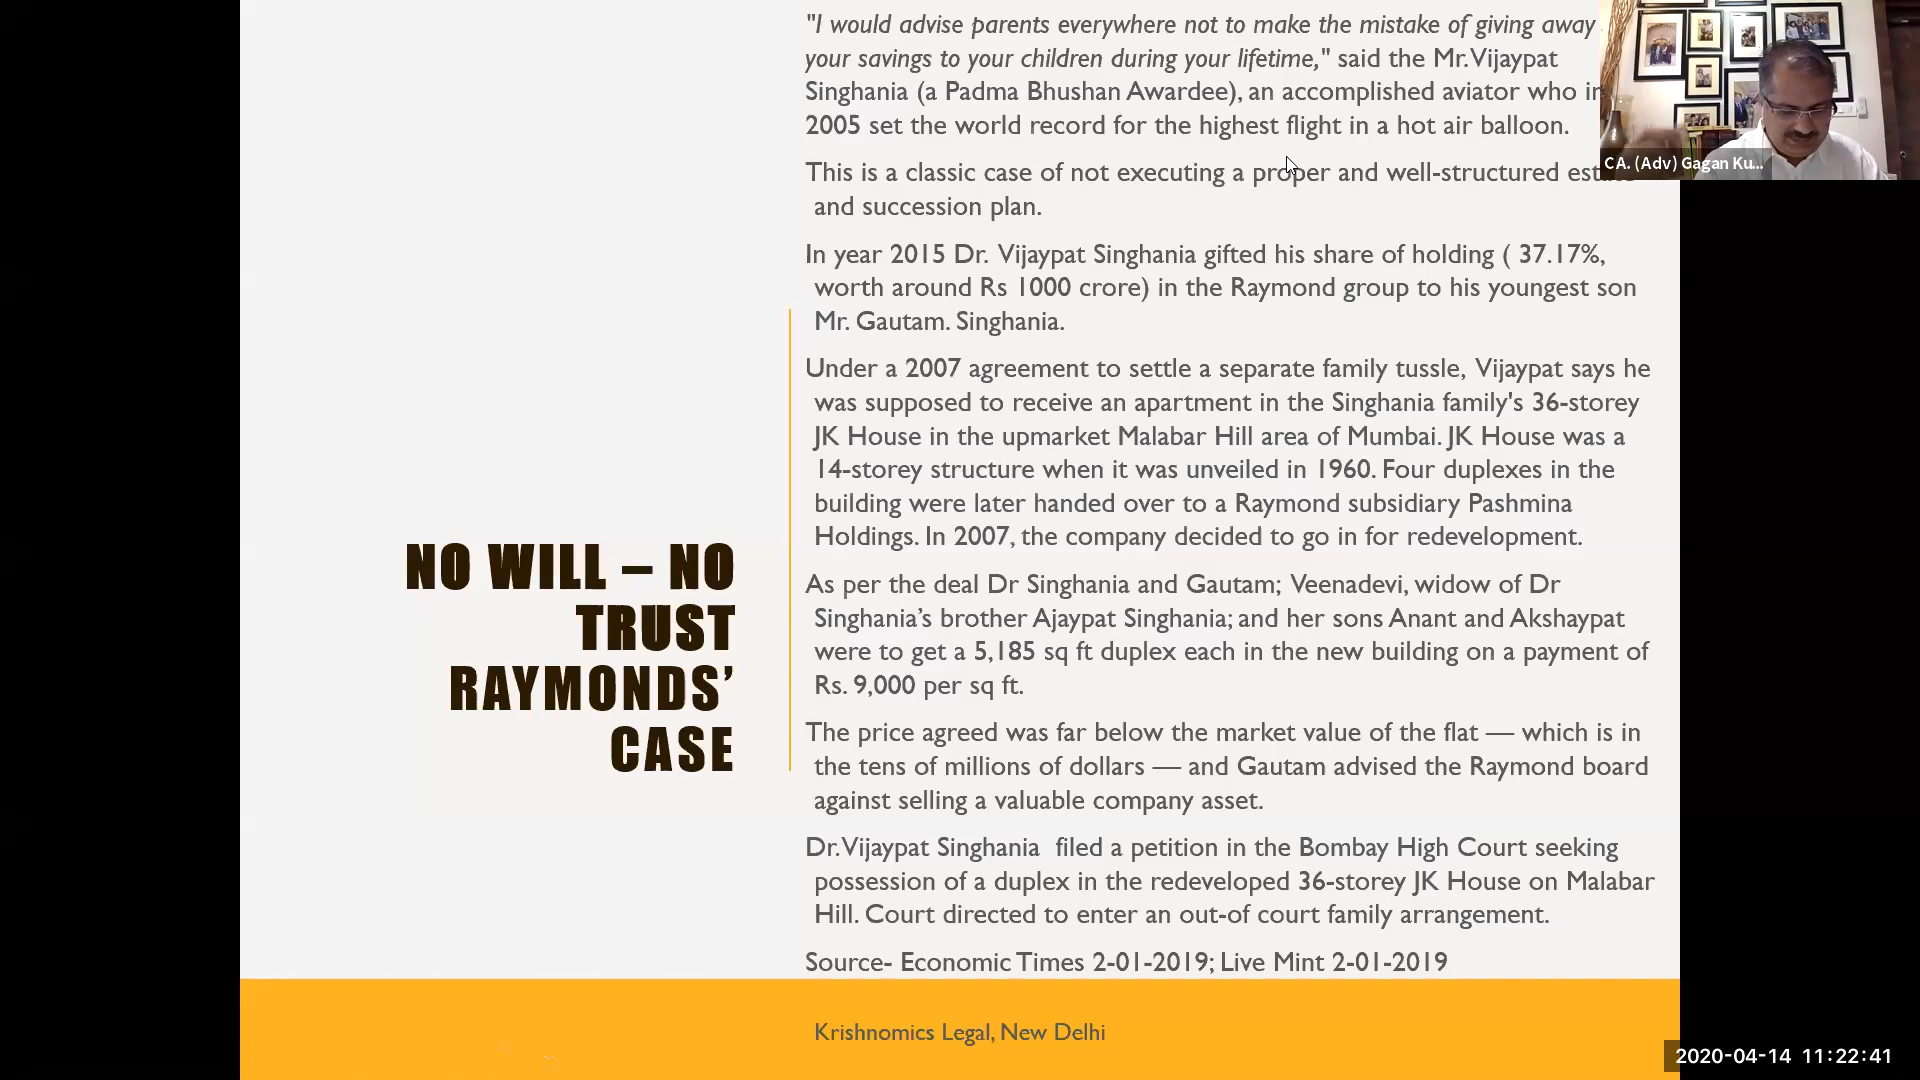 "I would advise parents everywhere not to make the mistake of giving away
your savings to your children during your lifetime," said the Mr. Vijaypat
Singhania (a Padma Bhushan Awardee), an accomplished aviator who in
2005 set the world record for the highest flight in a hot air balloon.
This is a classic case of not executing a proper and well-structured estate
and succession plan.
In year 2015 Dr. Vijaypat Singhania gifted his share of holding ( 37.17%,
worth around Rs 1000 crore) in the Raymond group to his youngest son
Mr. Gautam. Singhania.
Under a 2007 agreement to settle a separate family tussle, Vijaypat says he
was supposed to receive an apartment in the Singhania family's 36-storey
JK House in the upmarket Malabar Hill area of Mumbai. JK House was a
14-storey structure when it was unveiled in 1960. Four duplexes in the
building were later handed over to a Raymond subsidiary Pashmina
Holdings. In 2007, the company decided to go in for redevelopment.
As per the deal Dr Singhania and Gautam; Veenadevi, widow of Dr
Singhania’s brother Ajaypat Singhania; and her sons Anant and Akshaypat
were to get a 5,185 sq ft duplex each in the new building on a payment of
Rs. 9,000 per sq ft.
The price agreed was far below the market value of the flat — which is in
the tens of millions of dollars — and Gautam advised the Raymond board
against selling a valuable company asset.
Dr. Vijaypat Singhania filed a petition in the Bombay High Court seeking
possession of a duplex in the redeveloped 36-storey JK House on Malabar
Hill. Court directed to enter an out-of court family arrangement.
Source- Economic Times 2-01-2019; Live Mint 2-01-2019
NO WILL – NO
TRUST
RAYMONDS’
CASE
Krishnomics Legal, New Delhi
CA. (Adv) Gagan Ku...
2020-04-14 11:22:41